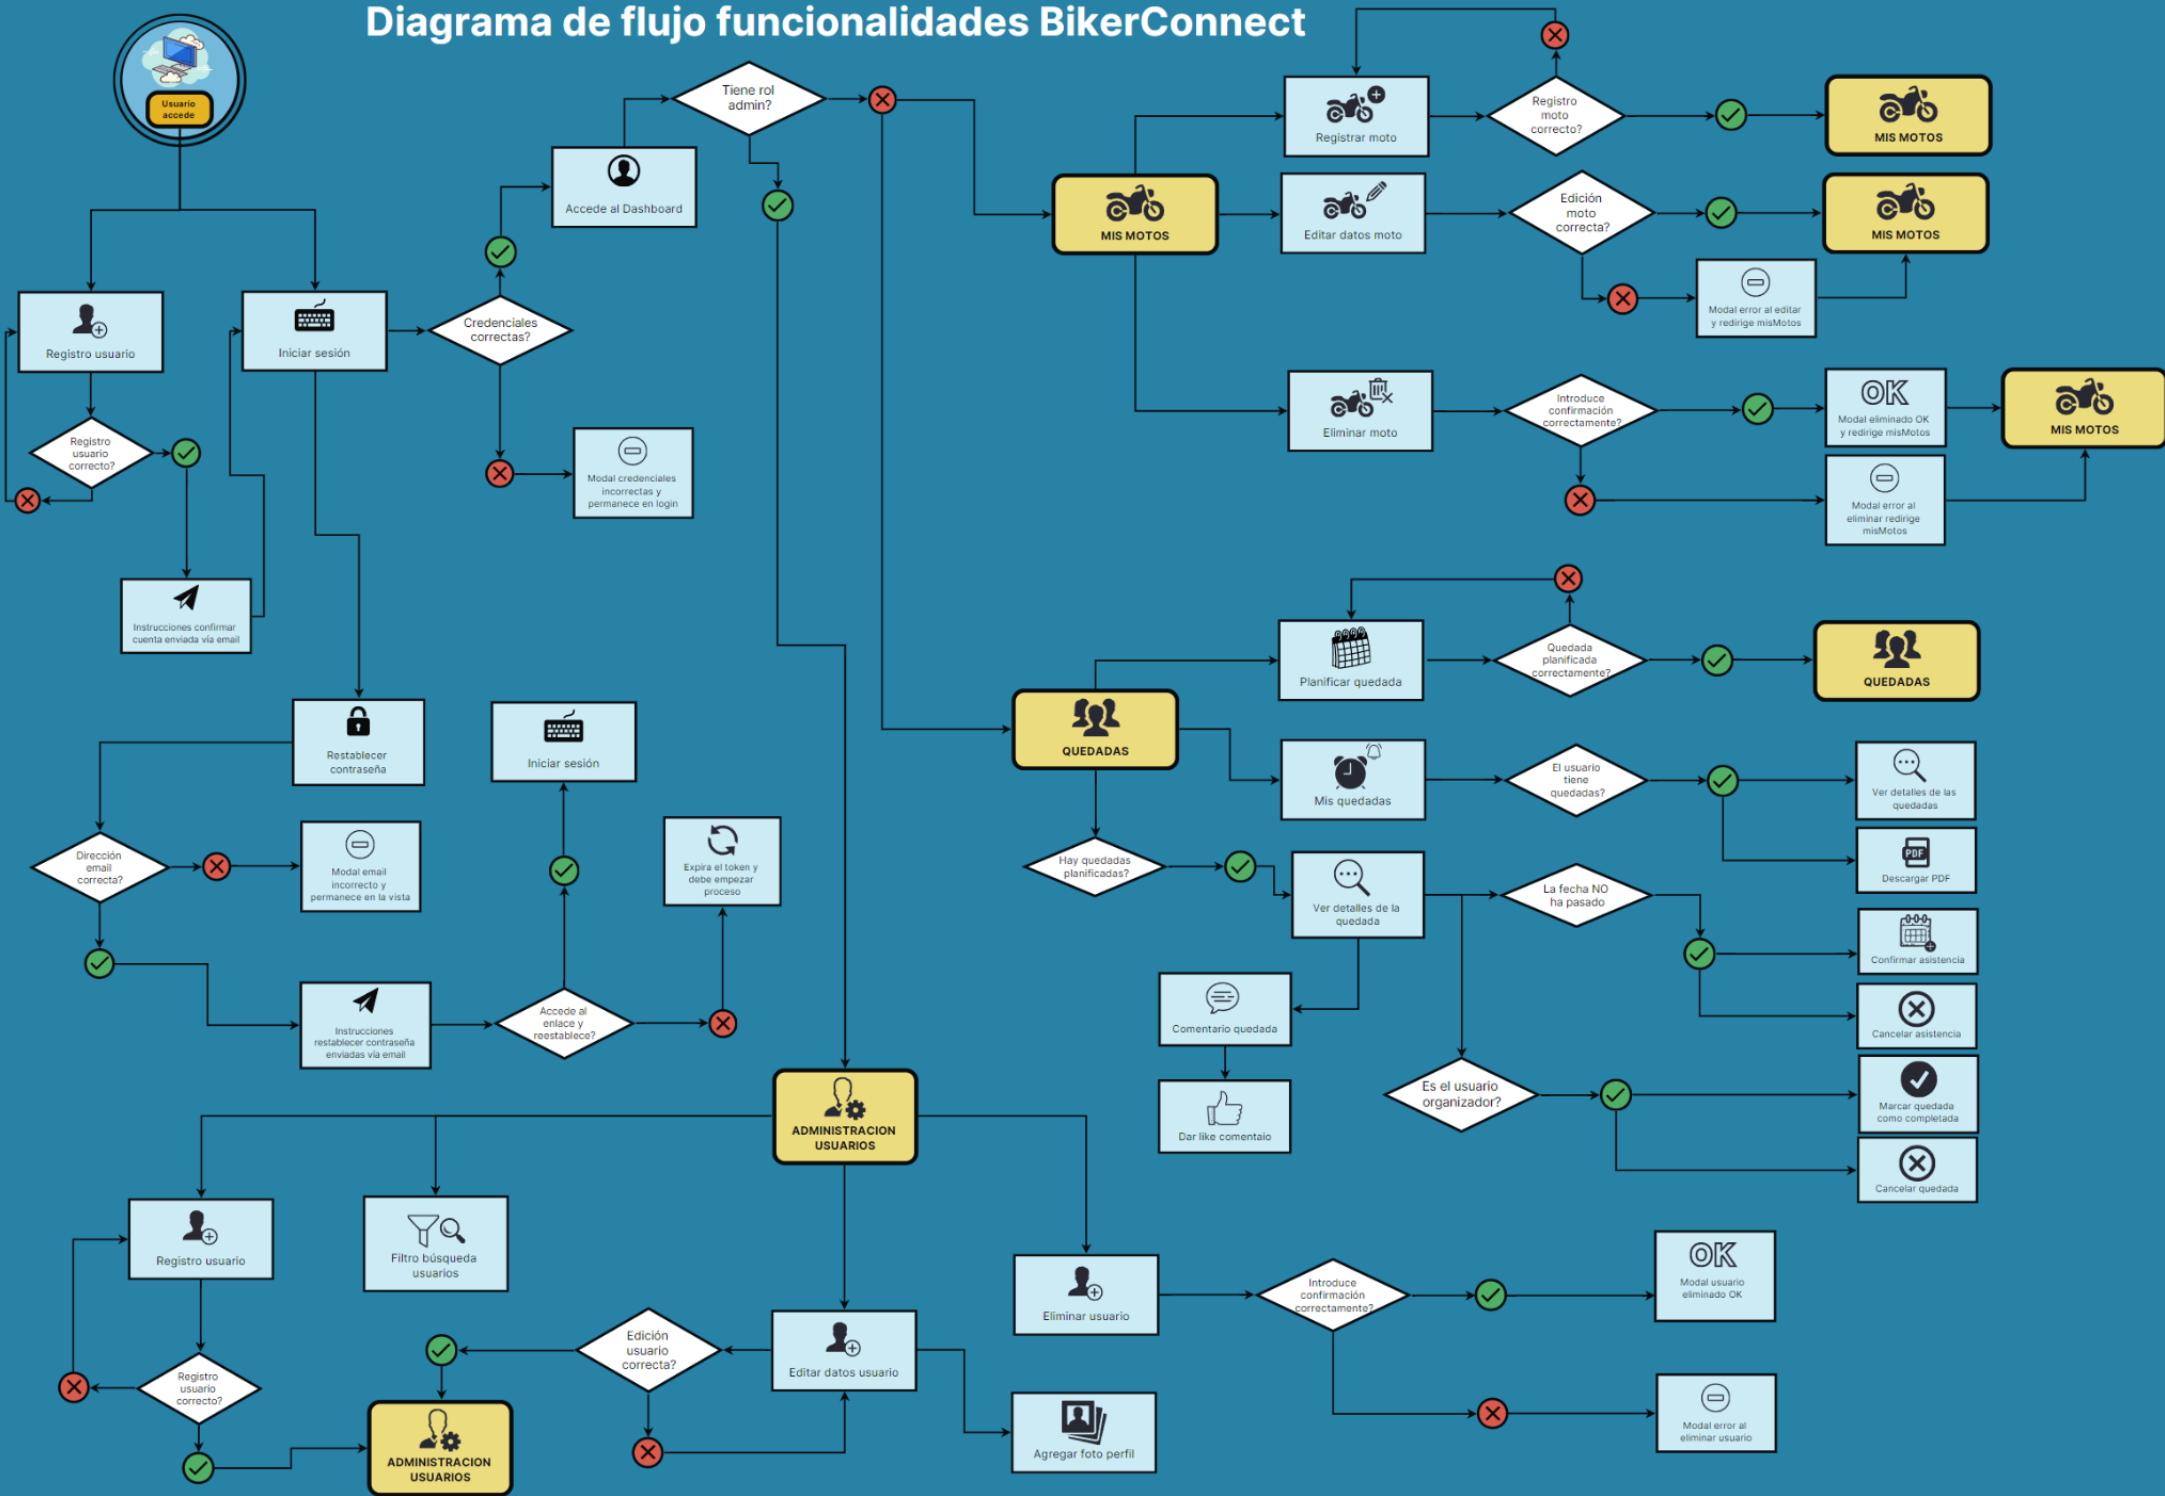 Diagrama de flujo funcionalidades BikerConnect
Usuario
accede
Registro usuario
Registro
usuario
correcto?
Instrucciones confirmar
cuenta enviada vía email
Iniciar sesión
Credenciales
correctas?
Modal credenciales
incorrectas y
permanece en login
Accede al Dashboard
Tiene rol
admin?
MIS MOTOS
Registrar moto
Registro
moto
correcto?
MIS MOTOS
Editar datos moto
Edición
moto
correcta?
MIS MOTOS
Modal error al editar
y redirige misMotos
Eliminar moto
Introduce
confirmación
correctamente?
OK
Modal eliminado OK
y redirige misMotos
MIS MOTOS
Modal error al
eliminar redirige
misMotos
Restablecer
contraseña
Dirección
email
correcta?
Modal email
incorrecto y
permanece en la vista
Instrucciones
restablecer contraseña
enviadas vía email
Accede al
enlace y
reestablece?
Iniciar sesión
Expira el token y
debe empezar
proceso
QUEDADAS
Planificar quedada
Quedada
planificada
correctamente?
QUEDADAS
Mis quedadas
El usuario
tiene
quedadas?
Ver detalles de las
quedadas
PDF
Descargar PDF
Hay quedadas
planificadas?
Ver detalles de la
quedada
La fecha NO
ha pasado
Confirmar asistencia
Cancelar asistencia
Comentario quedada
Dar like comentaio
Es el usuario
organizador?
Marcar quedada
como completada
Cancelar quedada
ADMINISTRACION
USUARIOS
Registro usuario
Registro
usuario
correcto?
Filtro búsqueda
usuarios
ADMINISTRACION
USUARIOS
Edición
usuario
correcta?
Editar datos usuario
Agregar foto perfil
Eliminar usuario
Introduce
confirmación
correctamente?
OK
Modal usuario
eliminado OK
Modal error al
eliminar usuario